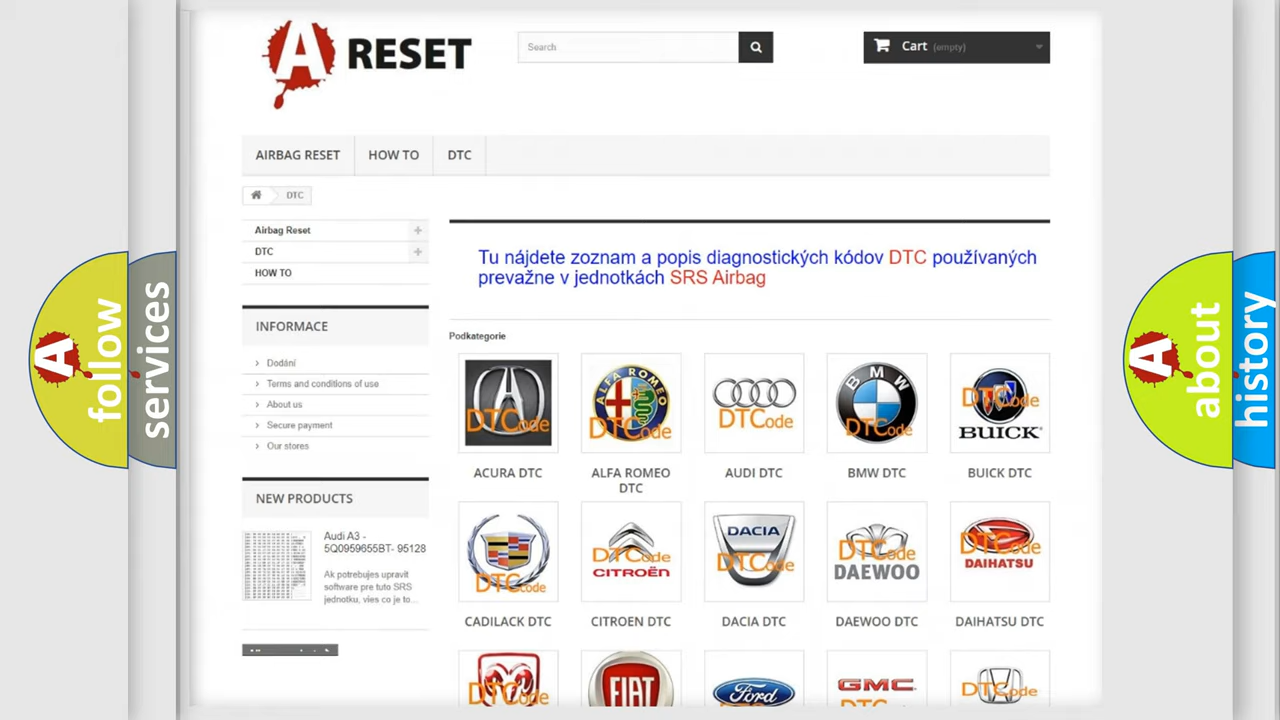 A RESET
Search
Cart (empty)
AIRBAG RESET
HOW TO
DTC
DTC
Airbag Reset
DTC
HOW TO
Tu nájdete zoznam a popis diagnostických kódov DTC používaných
prevažne v jednotkách SRS Airbag
INFORMACE
Podkategorie
Dodání
Terms and conditions of use
About us
Secure payment
Our stores
ALFA ROMEO
DTCode
DTCode
DTCode
BMW
DTCode
DTCode
BUICK
ACURA DTC
ALFA ROMEO
DTC
AUDI DTC
BMW DTC
BUICK DTC
NEW PRODUCTS
Audi A3 -
5Q0959655BT- 95128
Ak potrebujes upravit
software pre tuto SRS
jednotku, vies co je to...
DTCode
DTCode
CITROËN
DACIA
DTCode
DTCode
DAEWOO
DTCode
DAIHATSU
CADILACK DTC
CITROEN DTC
DACIA DTC
DAEWOO DTC
DAIHATSU DTC
DTCode
FIAT
Ford
GMC
DTCode
A follow
services
A about
history